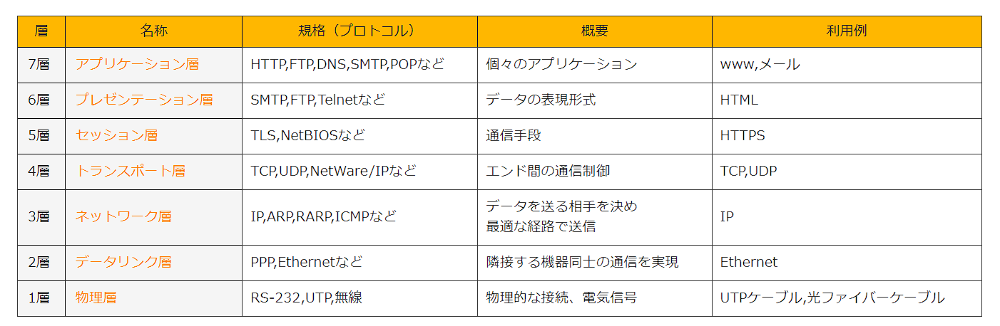 層 名称 規格（プロトコル） 概要 利用例
7層 アプリケーション層 HTTP,FTP,DNS,SMTP,POPなど 個々のアプリケーション www,メール
6層 プレゼンテーション層 SMTP,FTP,Telnetなど データの表現形式 HTML
5層 セッション層 TLS,NetBIOSなど 通信手段 HTTPS
4層 トランスポート層 TCP,UDP,NetWare/IPなど エンド間の通信制御 TCP,UDP
3層 ネットワーク層 IP,ARP,RARP,ICMPなど データを送る相手を決め
最適な経路で送信 IP
2層 データリンク層 PPP,Ethernetなど 隣接する機器同士の通信を実現 Ethernet
1層 物理層 RS-232,UTP,無線 物理的な接続、電気信号 UTPケーブル,光ファイバーケーブル